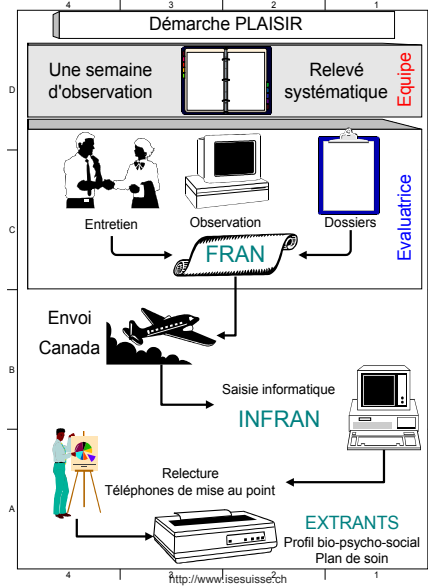 4 3 2 1
Démarche PLAISIR
D
Une semaine
d'observation
Relevé
systématique
Equipe
C
Entretien
Observation
Dossiers
Evaluatrice
FRAN
B
Envoi
Canada
Saisie informatique
INFRAN
A
Relecture
Téléphones de mise au point
EXTRANTS
Profil bio-psycho-social
Plan de soin
4 3 2 1
http://www.isesuisse.ch